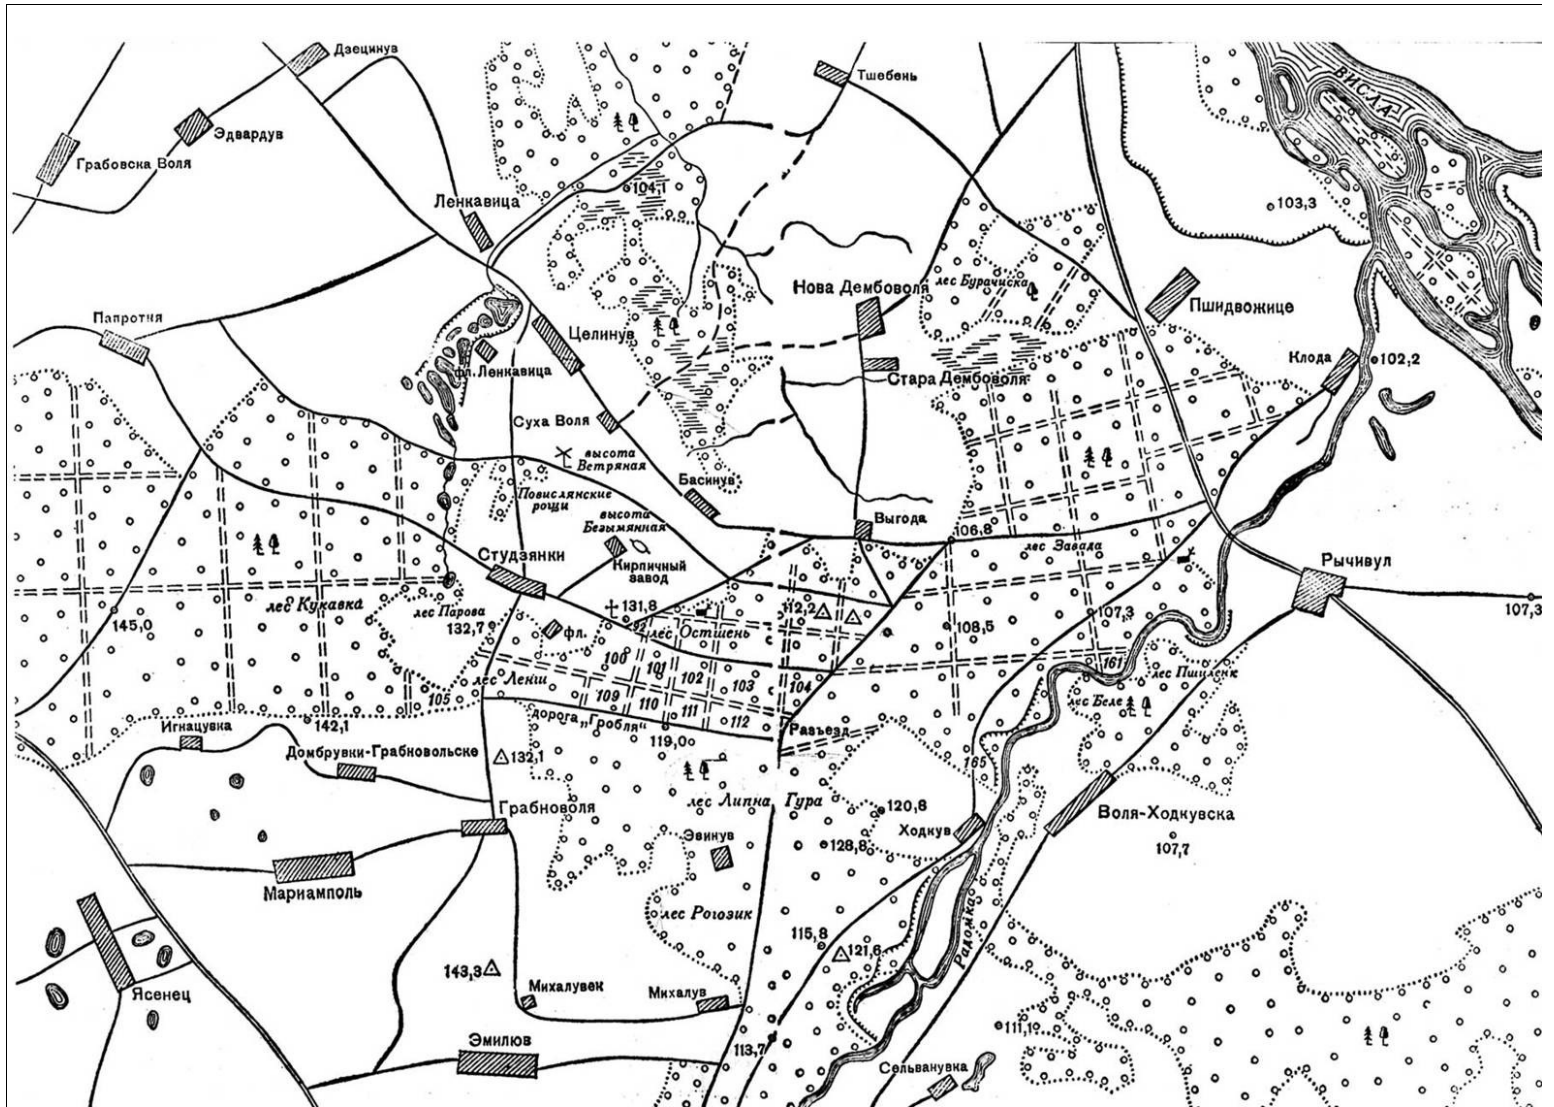 Дзецинув
Тшебень
ВИСЛА
Эдвардув
Грабовска Воля
104,1
103,3
Ленкавица
лес Бурачиска
Нова Дембоволя
Пшидвожице
Папротня
Целинув
Клода
102,2
фл. Ленкавица
Стара Дембоволя
Суха Воля
высота
Ветряная
Басинув
Повислянские
рощи
высота
Безымянная
Выгода
106,8
лес Завада
Студзянки
Кирпичный
завод
Рычивул
лес Кукавка
лес Парова
145,0
132,7
131,8
92
112,2
107,3
107,3
фл.
лес Остшень
108,5
100
101
102
103
104
161
лес Пшиленк
лес Ленги
105
109
110
111
112
лес Беле
142,1
Игнацувка
дорога „Гробля“
119,0
Разъезд
Домбрувки-Грабновольске
132,1
165
Грабноволя
лес Липна Гура
120,8
Ходкув
Воля-Ходкувска
Эвинув
128,8
107,7
Мариамполь
лес Рогозик
Радомка
115,8
121,6
143,3
Ясенец
Михалувек
Михалув
111,1
Эмилюв
113,7
Сельванувка